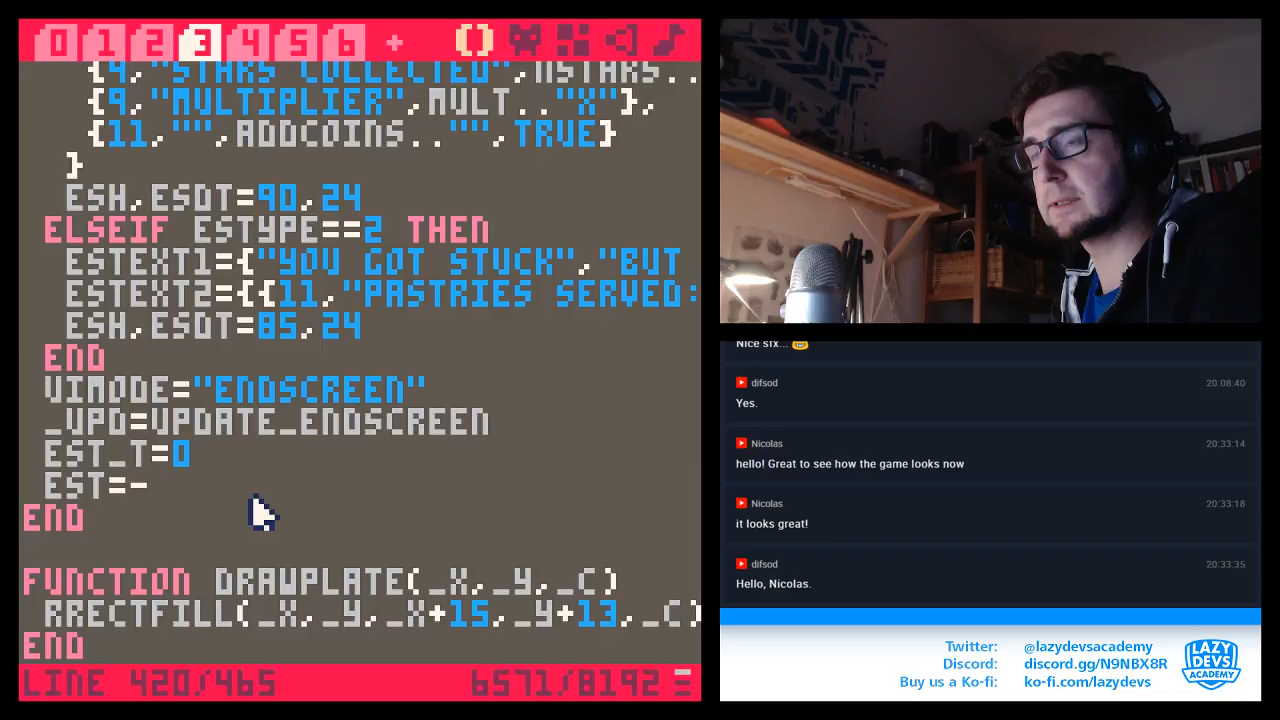 0 1 2 3 4 5 6 +
{9,"STARS COLLECTED",NSTARS..
{9,"MULTIPLIER",MULT.."X"},
{11,"",ADDCOINS.."",TRUE}
}
ESH,ESDT=90,24
ELSEIF ESTYPE==2 THEN
ESTEXT1={"YOU GOT STUCK","BUT
ESTEXT2={{11,"PASTRIES SERVED:
ESH,ESDT=85,24
END
UIMODE="ENDSCREEN"
_UPD=UPDATE_ENDSCREEN
EST_T=0
EST=-
END
FUNCTION DRAWPLATE(_X,_Y,_C)
RRECTFILL(_X,_Y,_X+15,_Y+13,_C)
END
LINE 420/465 6571/8192
Nice sfx... 
difsod 20:08:40
Yes.
Nicolas 20:33:14
hello! Great to see how the game looks now
Nicolas 20:33:18
it looks great!
difsod 20:33:35
Hello, Nicolas.
Twitter: @lazydevsacademy
Discord: discord.gg/N9NBX8R
Buy us a Ko-fi: ko-fi.com/lazydevs
LAZY
DEVS
ACADEMY